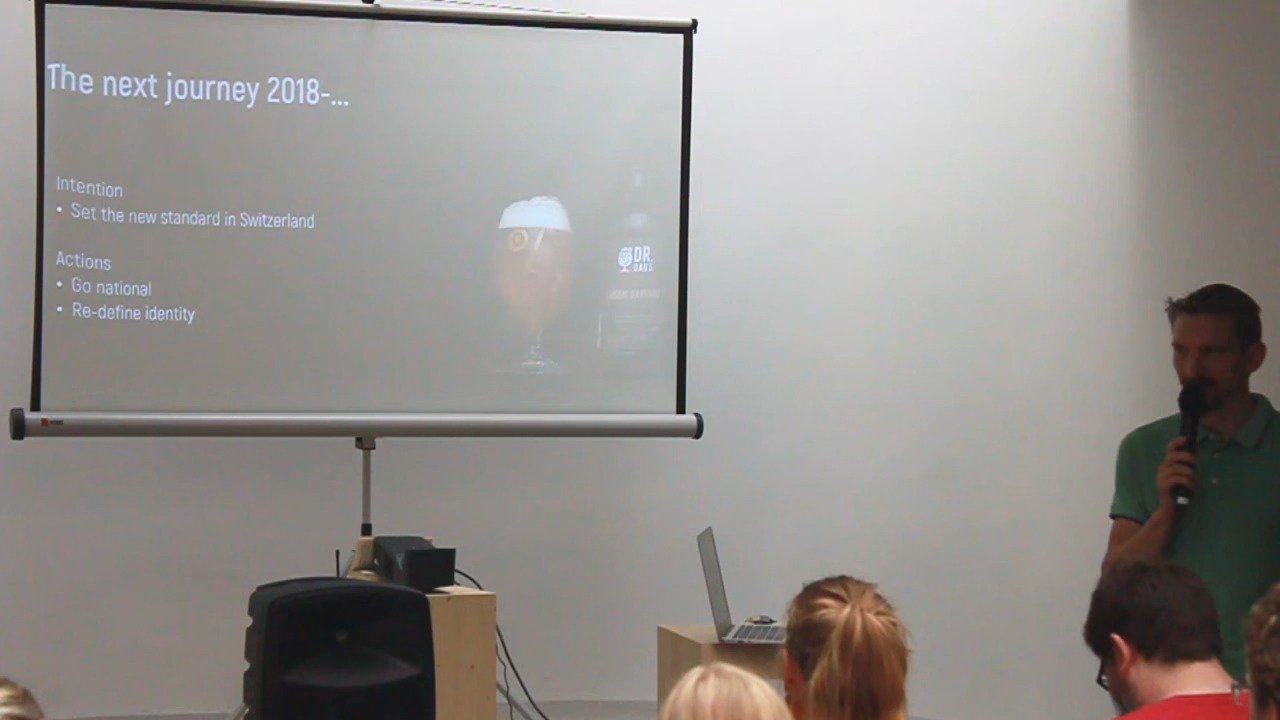 The next journey 2018-...
Intention
• Set the new standard in Switzerland
Actions
• Go national
• Re-define identity
DR.